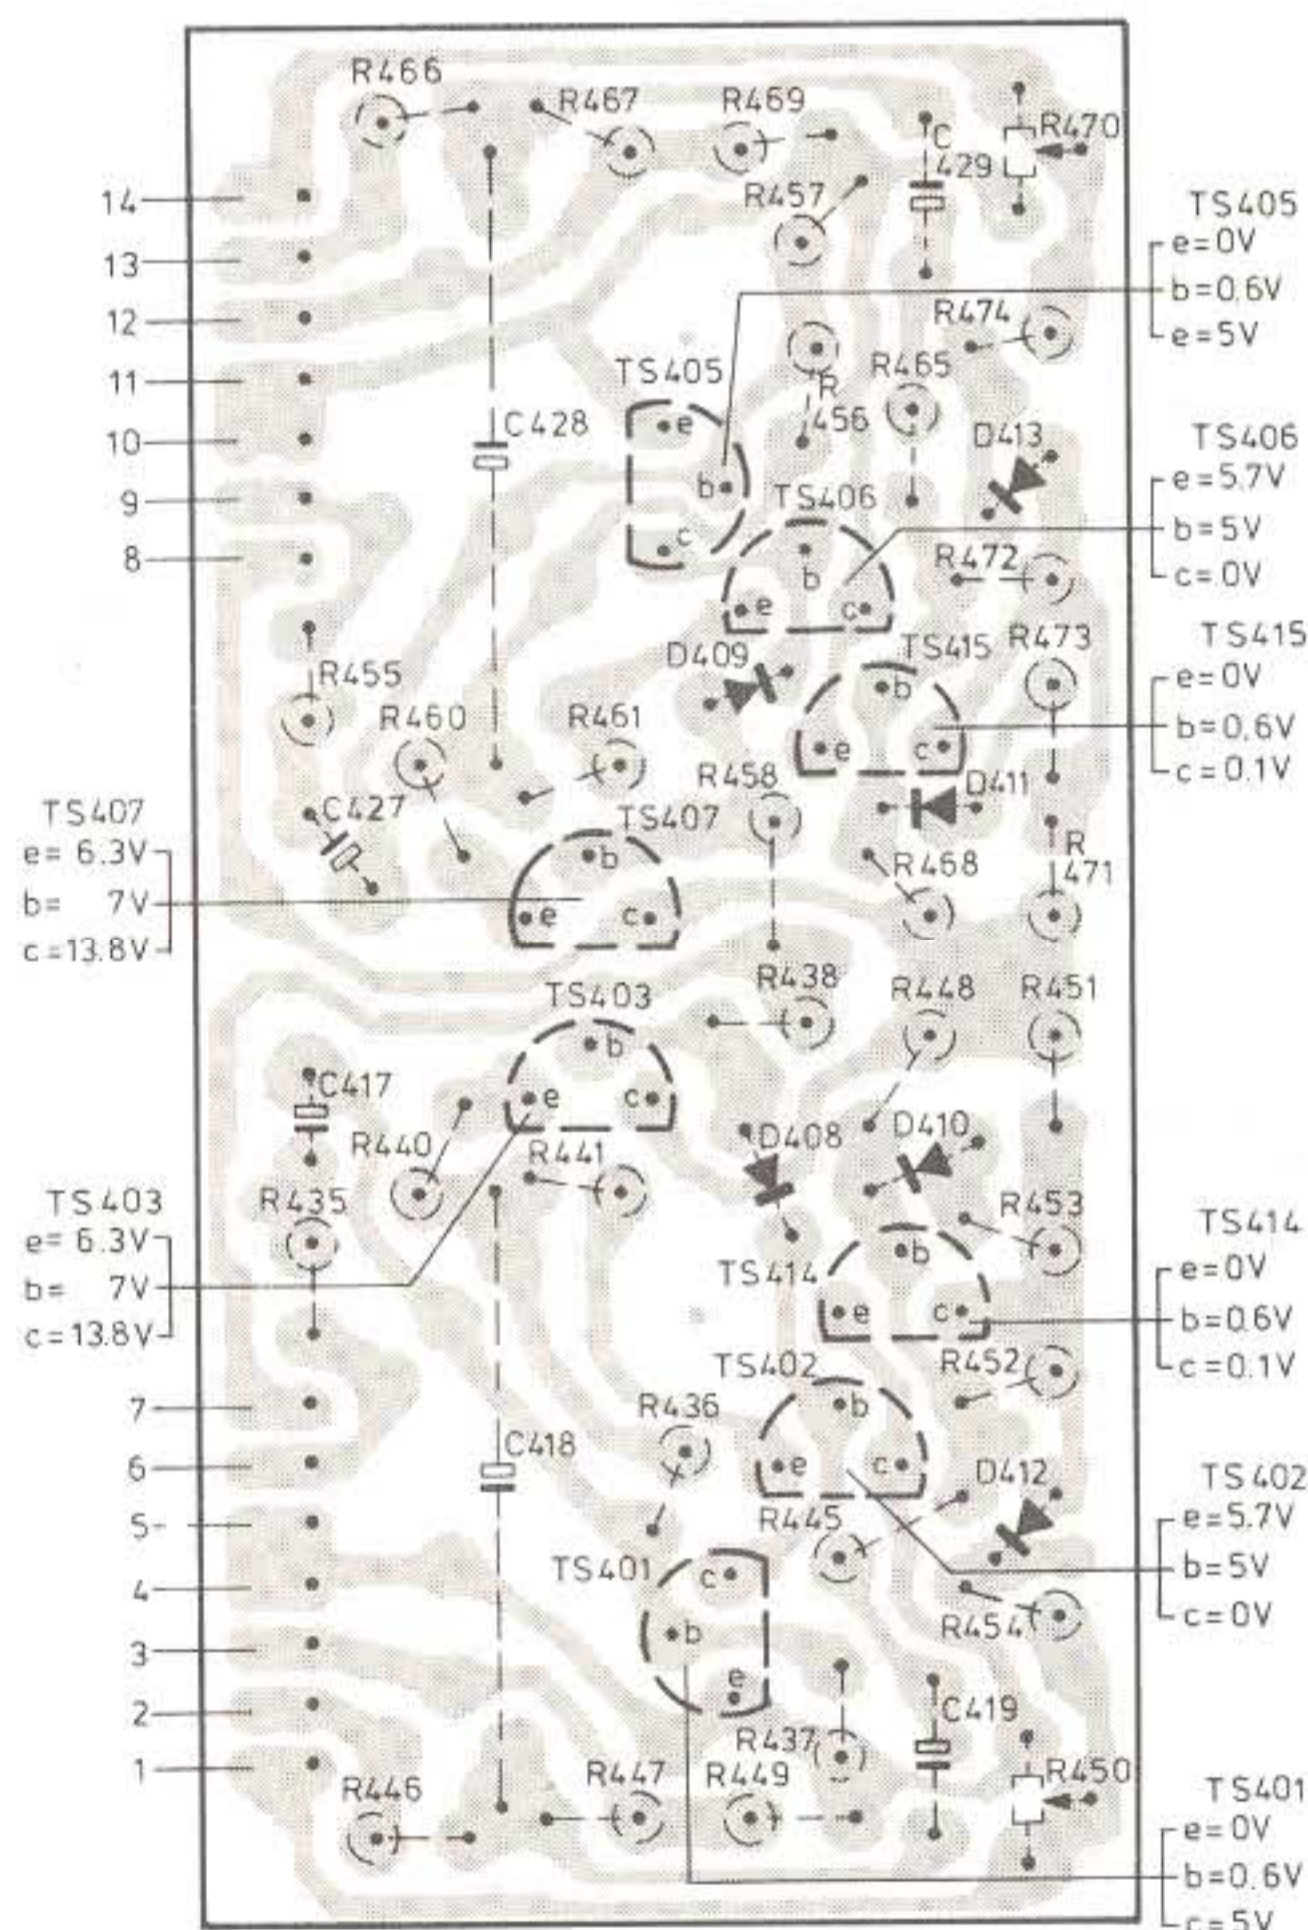 R466
R467
R469
C
429
R470
14
R457
TS405
e=0V
b=0.6V
e=5V
13
12
R474
11
TS405
e
b
c
R
456
R465
C428
D413
TS406
e=5.7V
b=5V
c=0V
10
9
TS406
b
e
c
8
R472
D409
TS415
b
e
c
R473
TS415
e=0V
b=0.6V
c=0.1V
R455
R460
R461
R458
D411
TS407
e= 6.3V
b= 7V
c=13.8V
C427
TS407
b
e
c
R468
R
471
R438
R448
R451
TS403
b
e
c
C417
R440
R441
D408
D410
TS403
e= 6.3V
b= 7V
c=13.8V
R435
R453
TS414
b
e
c
TS414
e=0V
b=0.6V
c=0.1V
TS402
b
e
c
R452
7
R436
C418
6
D412
TS402
e=5.7V
b=5V
c=0V
5-
R445
TS401
c
b
e
4
R454
3
2
R437
C419
1
R446
R447
R449
R450
TS401
e=0V
b=0.6V
c=5V